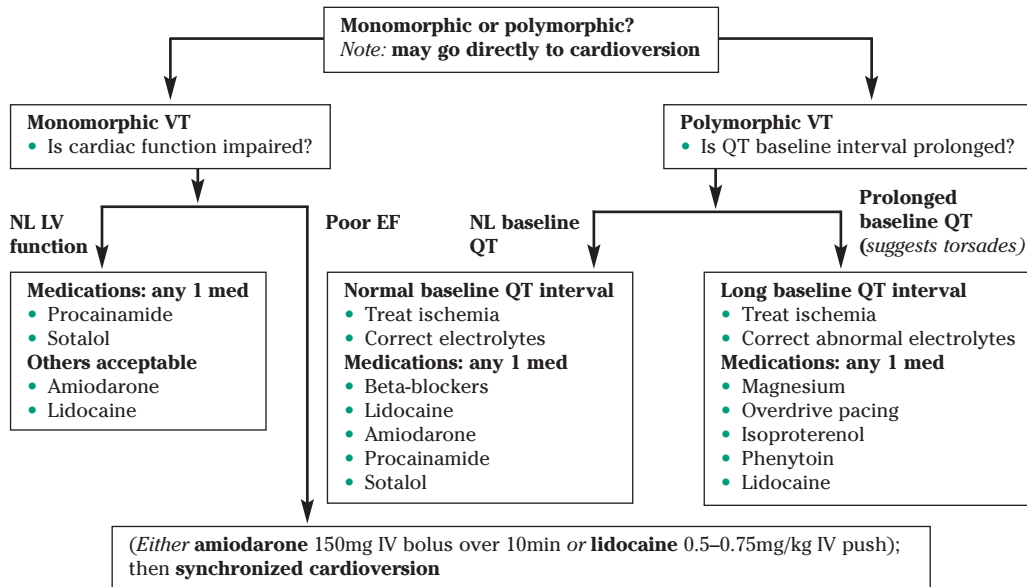 Monomorphic or polymorphic?
Note: may go directly to cardioversion
Monomorphic VT
• Is cardiac function impaired?
Polymorphic VT
• Is QT baseline interval prolonged?
NL LV
function
Poor EF
NL baseline
QT
Prolonged
baseline QT
(suggests torsades)
Medications: any 1 med
• Procainamide
• Sotalol
Others acceptable
• Amiodarone
• Lidocaine
Normal baseline QT interval
• Treat ischemia
• Correct electrolytes
Medications: any 1 med
• Beta-blockers
• Lidocaine
• Amiodarone
• Procainamide
• Sotalol
Long baseline QT interval
• Treat ischemia
• Correct abnormal electrolytes
Medications: any 1 med
• Magnesium
• Overdrive pacing
• Isoproterenol
• Phenytoin
• Lidocaine
(Either amiodarone 150mg IV bolus over 10min or lidocaine 0.5–0.75mg/kg IV push);
then synchronized cardioversion